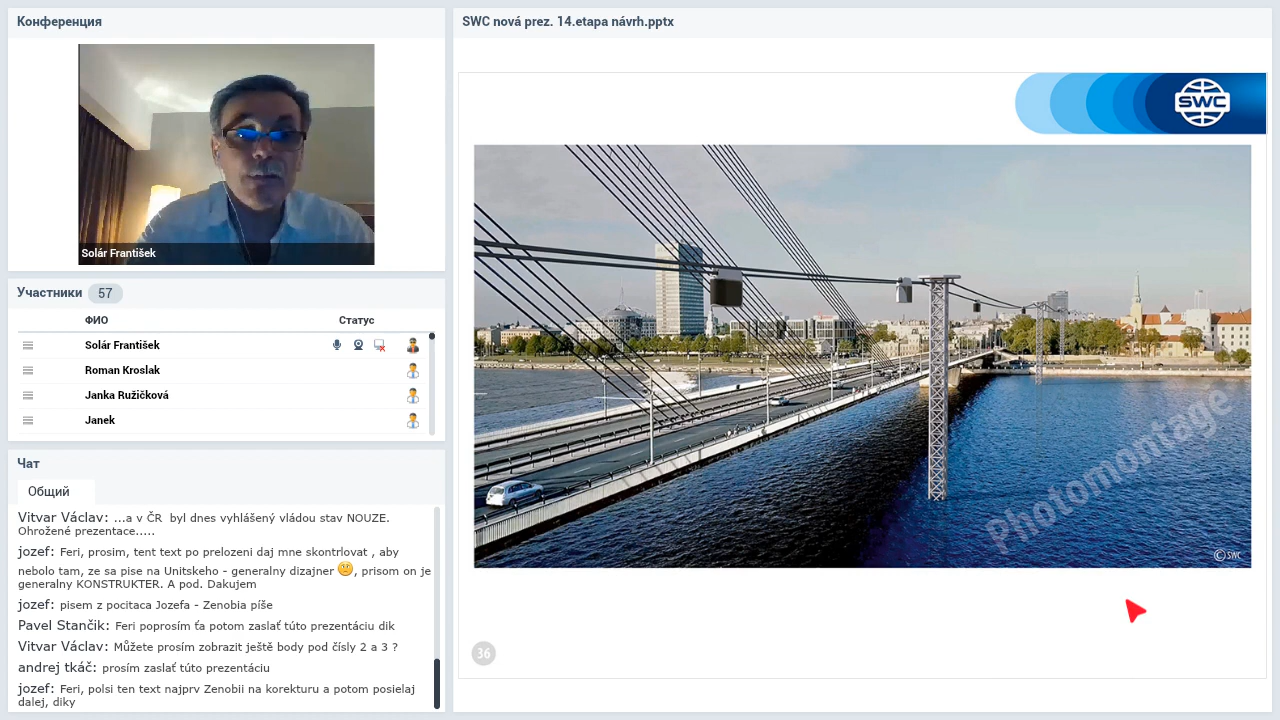 Конференция
Solár František
Участники 57
ФИО Статус
Solár František
Roman Kroslak
Janka Ružičková
Janek
Чат
Общий
Vitvar Václav: ...a v ČR byl dnes vyhlášený vládou stav NOUZE.
Ohrožené prezentace.....
jozef: Feri, prosim, tent text po prelozeni daj mne skontrlovat , aby
nebolo tam, ze sa pise na Unitskeho - generalny dizajner , prisom on je
generalny KONSTRUKTER. A pod. Dakujem
jozef: pisem z pocitaca Jozefa - Zenobia píše
Pavel Stančik: Feri poprosím ťa potom zaslať túto prezentáciu dik
Vitvar Václav: Můžete prosím zobrazit ještě body pod čísly 2 a 3 ?
andrej tkáč: prosím zaslať túto prezentáciu
jozef: Feri, polsi ten text najprv Zenobii na korekturu a potom posielaj
dalej, diky
SWC nová prez. 14.etapa návrh.pptx
SWC
Photomontage
© SWC
36